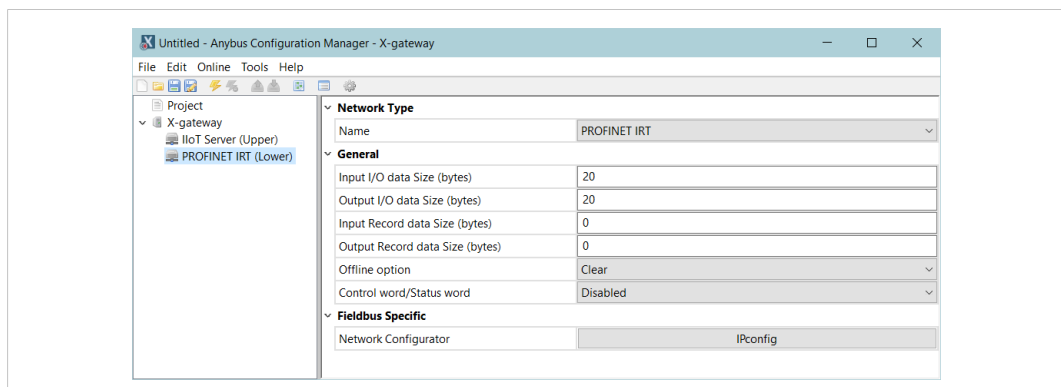 Untitled - Anybus Configuration Manager - X-gateway
File Edit Online Tools Help
Project
X-gateway
IIoT Server (Upper)
PROFINET IRT (Lower)
Network Type
Name PROFINET IRT
General
Input I/O data Size (bytes) 20
Output I/O data Size (bytes) 20
Input Record data Size (bytes) 0
Output Record data Size (bytes) 0
Offline option Clear
Control word/Status word Disabled
Fieldbus Specific
Network Configurator IPconfig